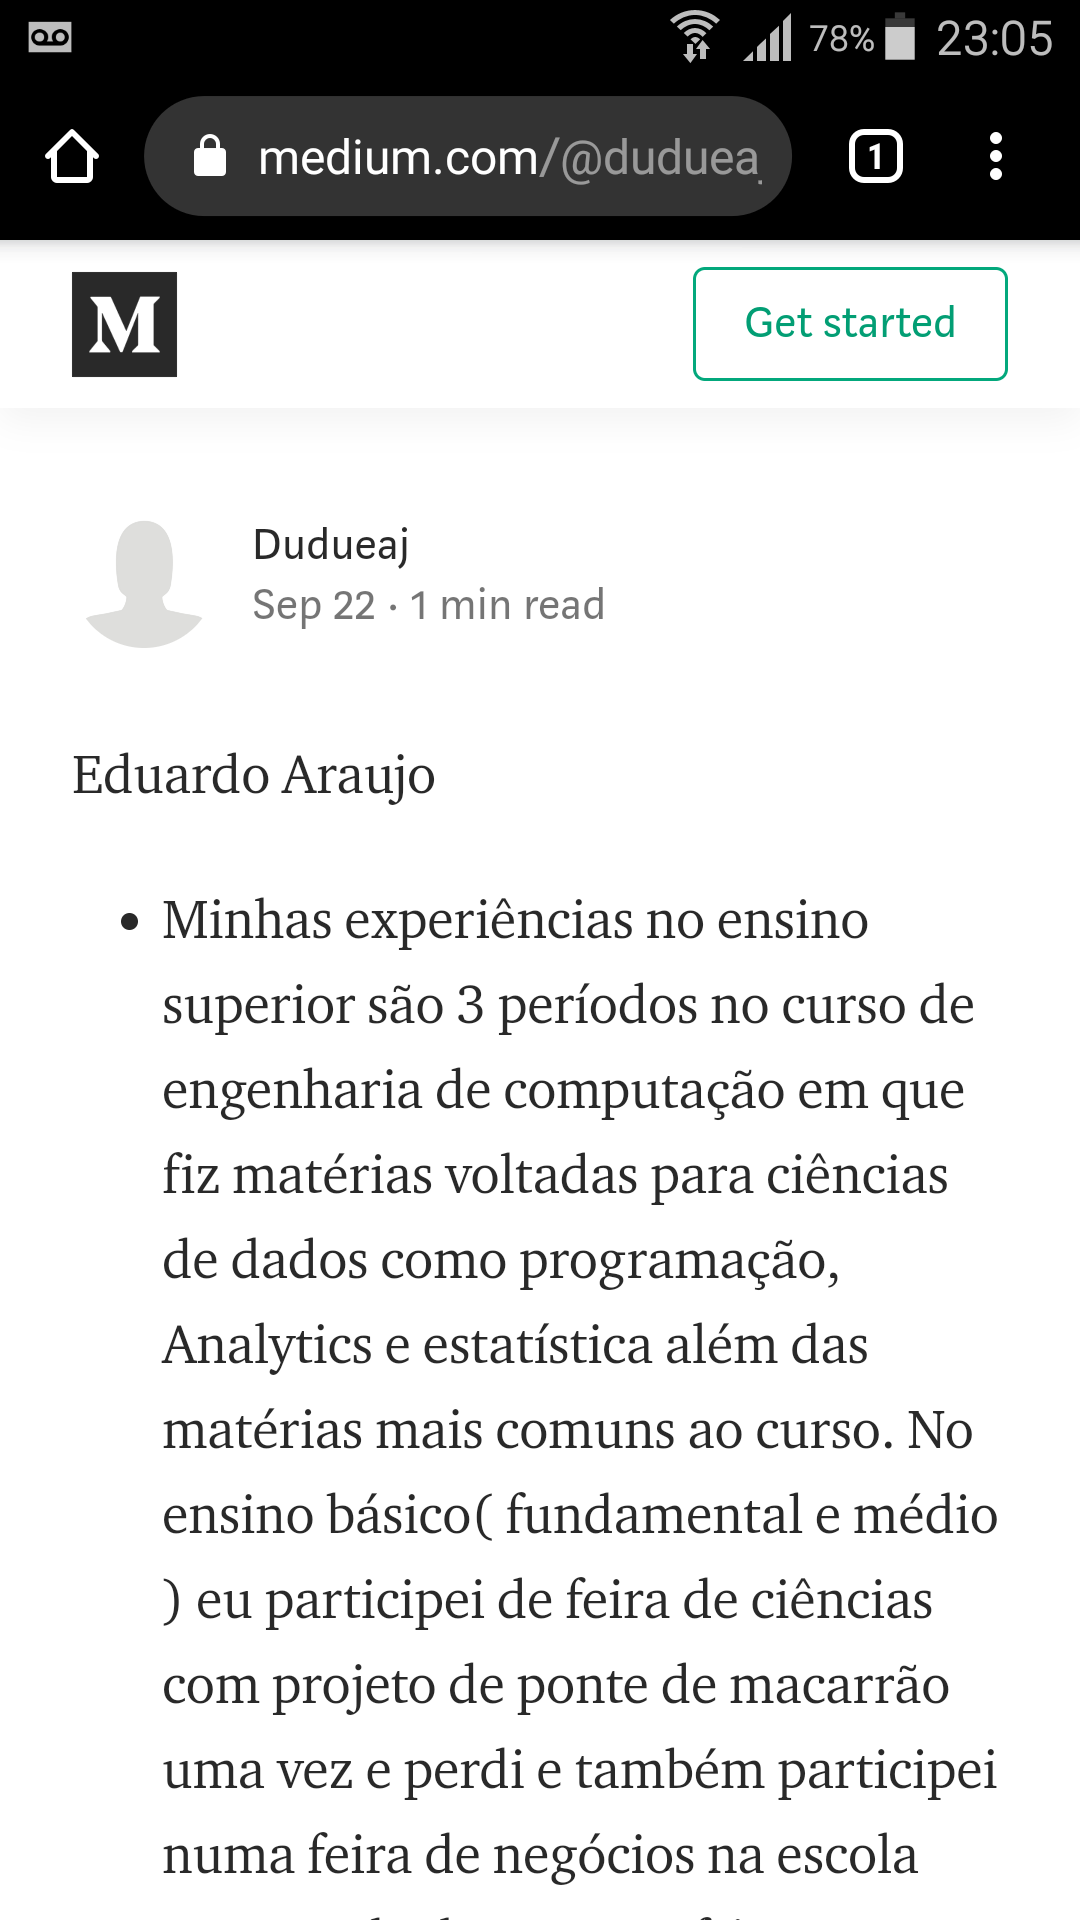 78% 23:05
medium.com/@duduea
1
M
Get started
Dudueaj
Sep 22 · 1 min read
Eduardo Araujo
• Minhas experiências no ensino
superior são 3 períodos no curso de
engenharia de computação em que
fiz matérias voltadas para ciências
de dados como programação,
Analytics e estatística além das
matérias mais comuns ao curso. No
ensino básico( fundamental e médio
) eu participei de feira de ciências
com projeto de ponte de macarrão
uma vez e perdi e também participei
numa feira de negócios na escola